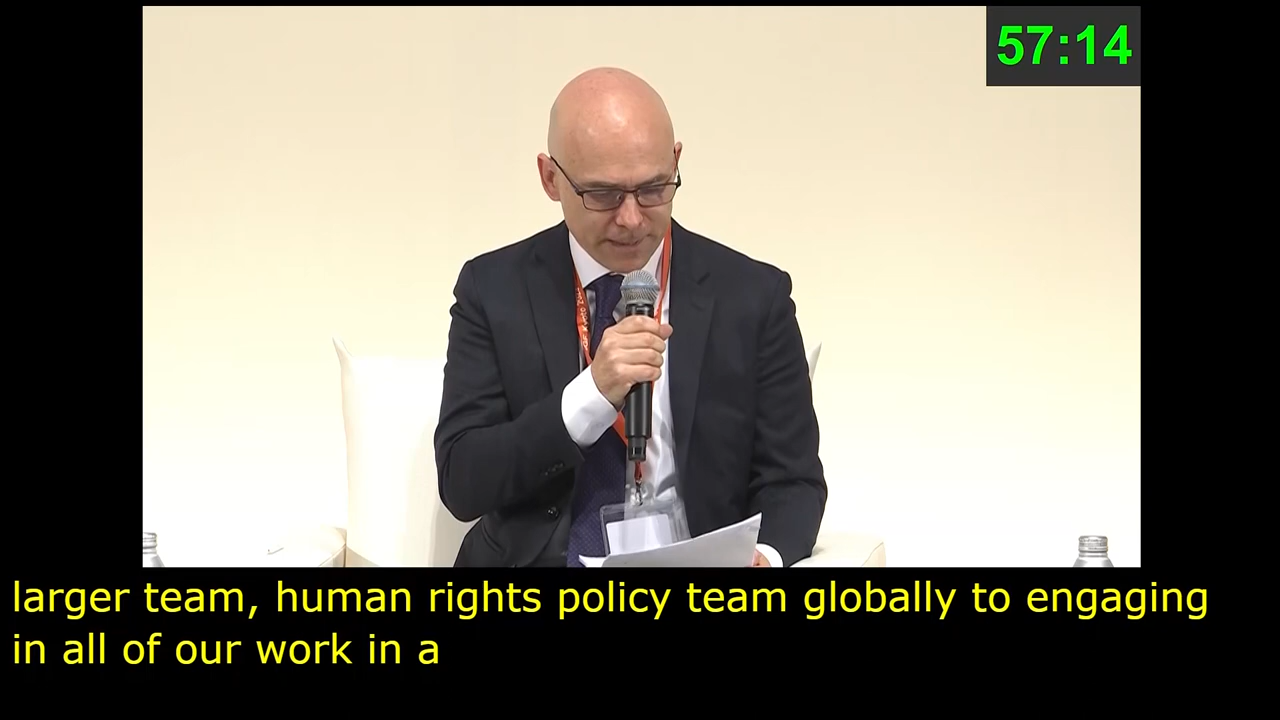 57:14
larger team, human rights policy team globally to engaging
in all of our work in a